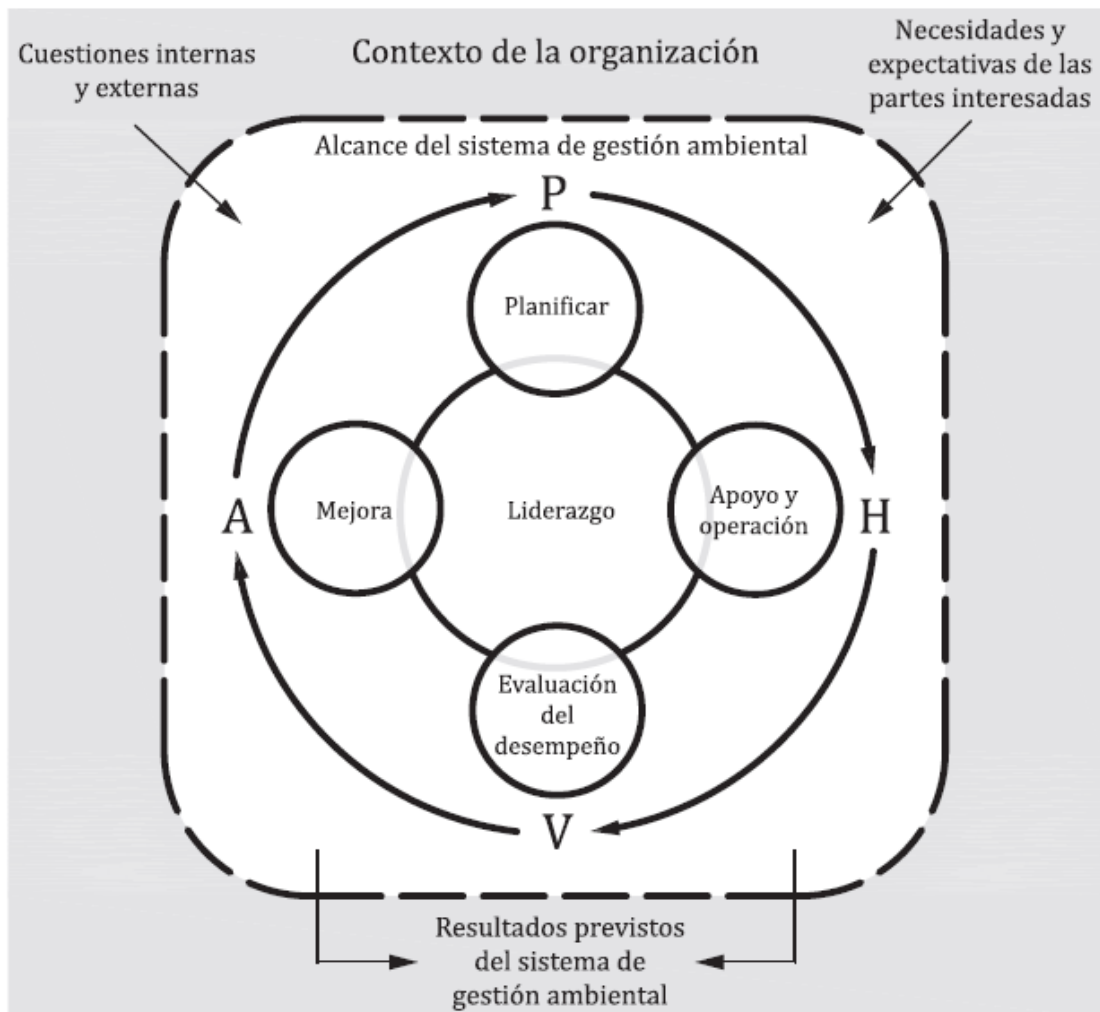 Contexto de la organización
Cuestiones internas
y externas
Necesidades y
expectativas de las
partes interesadas
Alcance del sistema de gestión ambiental
P
Planificar
Mejora
Liderazgo
Apoyo y
operación
A
H
Evaluación
del
desempeño
V
Resultados previstos
del sistema de
gestión ambiental